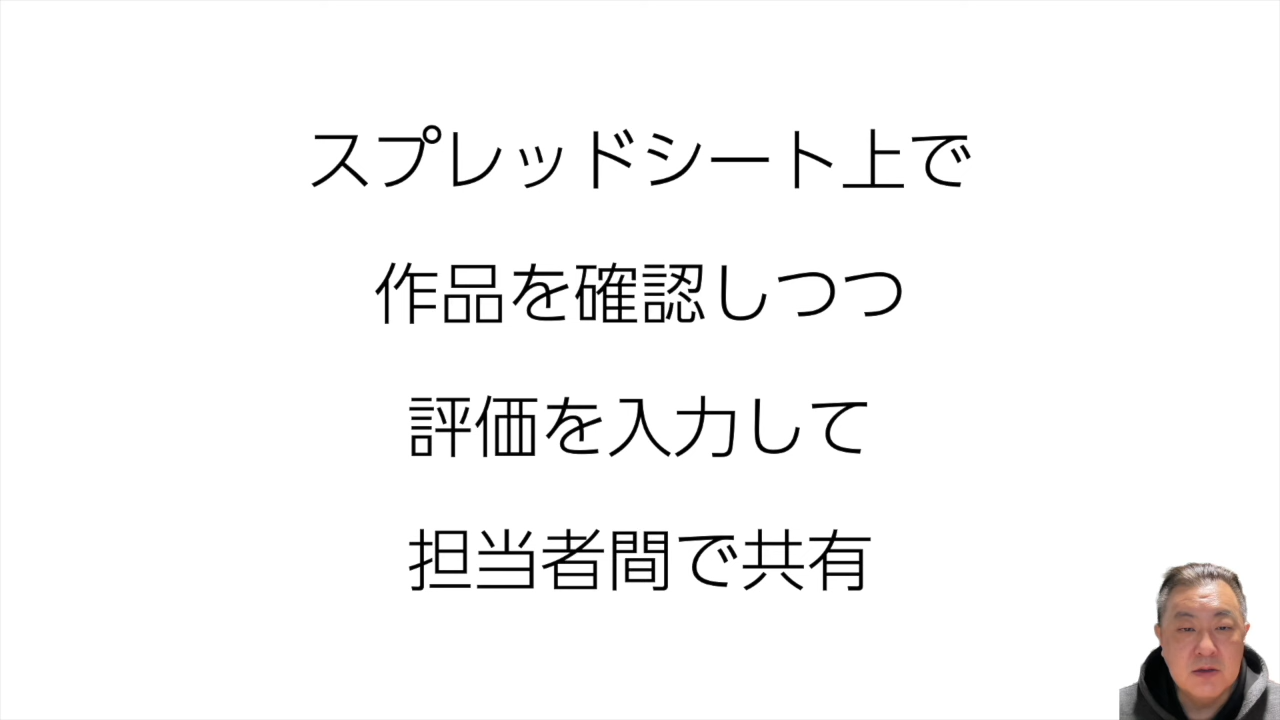 スプレッドシート上で
作品を確認しつつ
評価を入力して
担当者間で共有